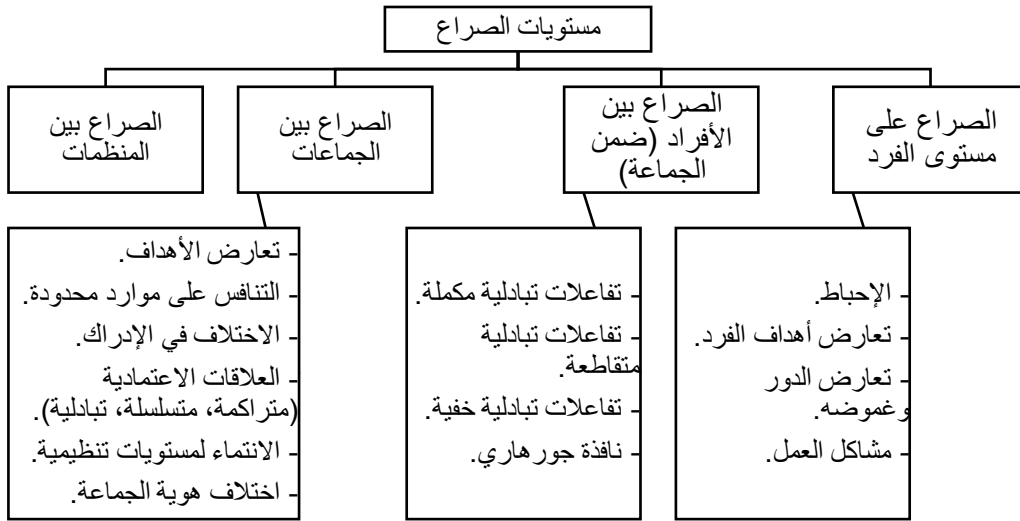 مستويات الصراع
الصراع على
مستوى الفرد
الصراع بين
الأفراد (ضمن
الجماعة)
الصراع بين
الجماعات
الصراع بين
المنظمات
- الإحباط.
- تعارض أهداف الفرد.
- تعارض الدور
وغموضه.
- مشاكل العمل.
- تفاعلات تبادلية مكملة.
- تفاعلات تبادلية
متقاطعة.
- تفاعلات تبادلية خفية.
- نافذة جورهاري.
- تعارض الأهداف.
- التنافس على موارد محدودة.
- الاختلاف في الإدراك.
- العلاقات الاعتمادية
(متراكمة، متسلسلة، تبادلية).
- الانتماء لمستويات تنظيمية.
- اختلاف هوية الجماعة.